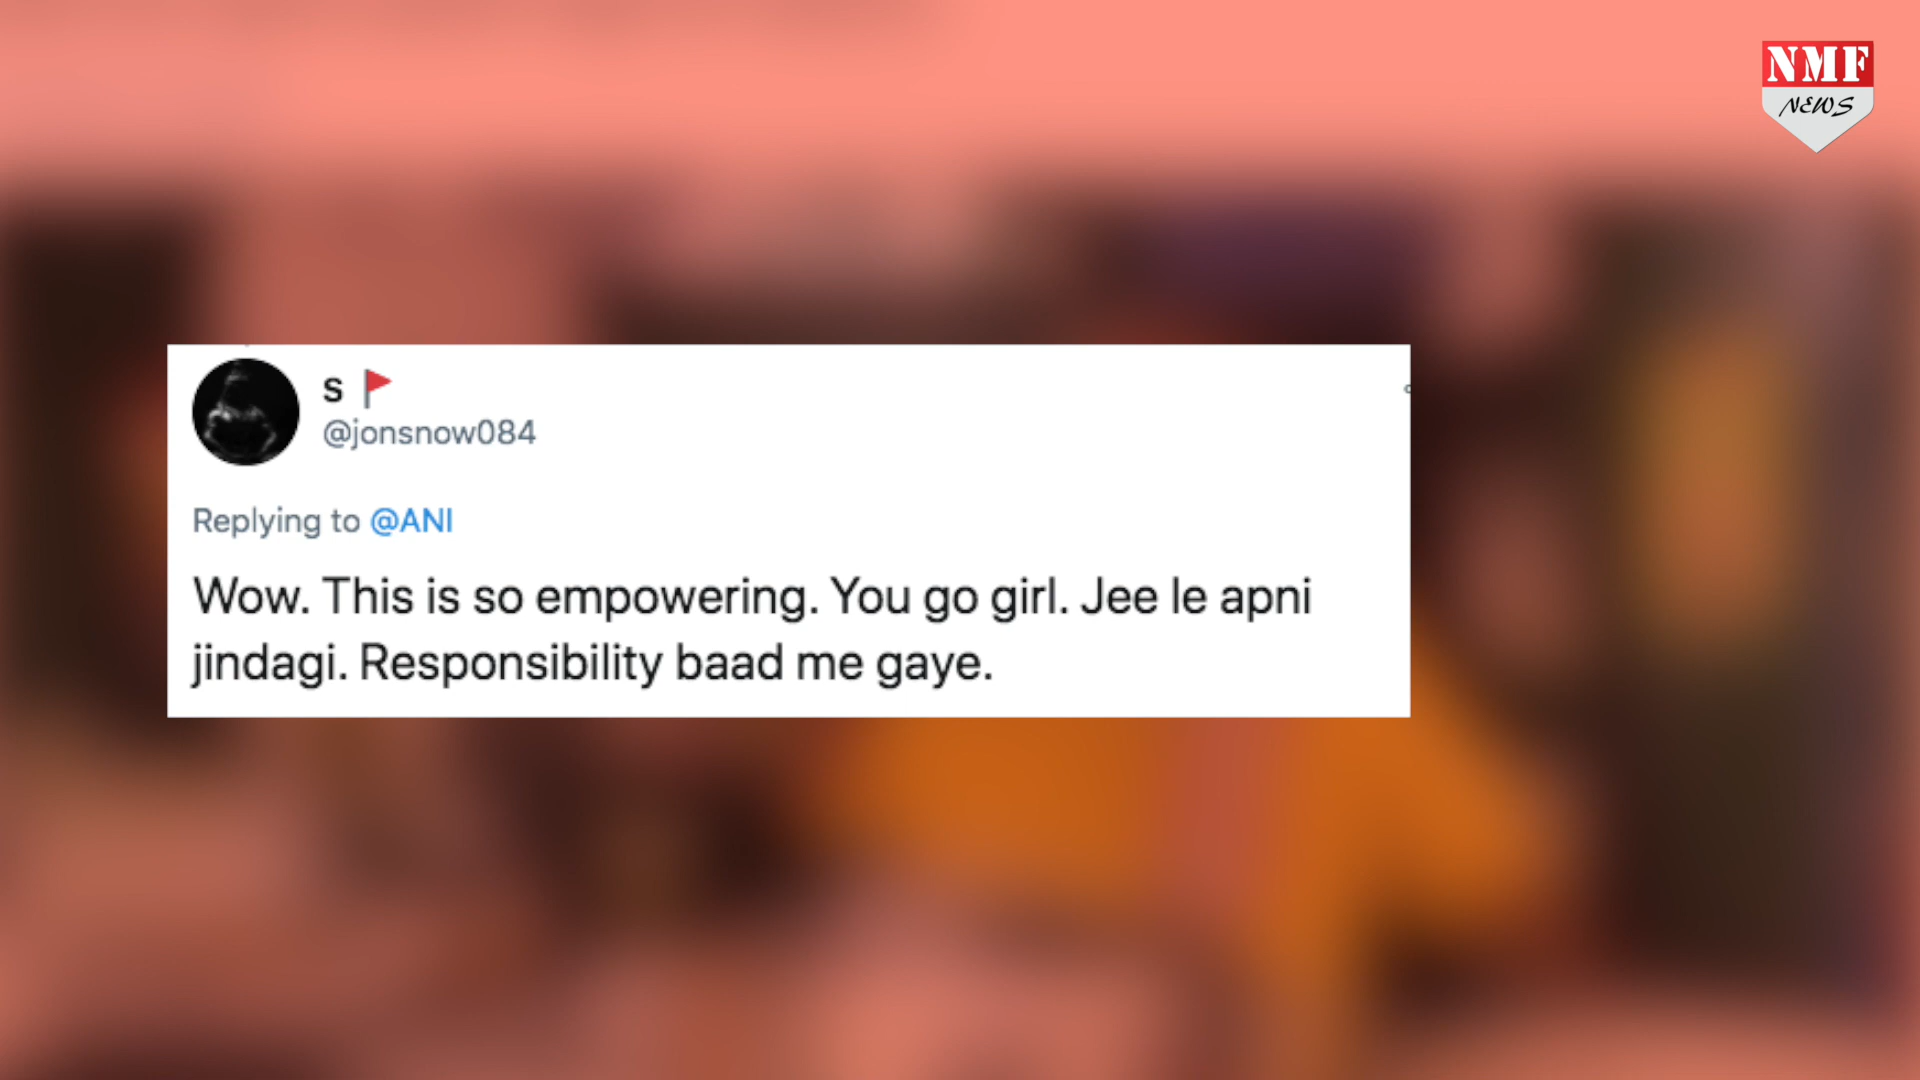 NMF
NEWS
S 🚩
@jonsnow084
Replying to @ANI
Wow. This is so empowering. You go girl. Jee le apni
jindagi. Responsibility baad me gaye.